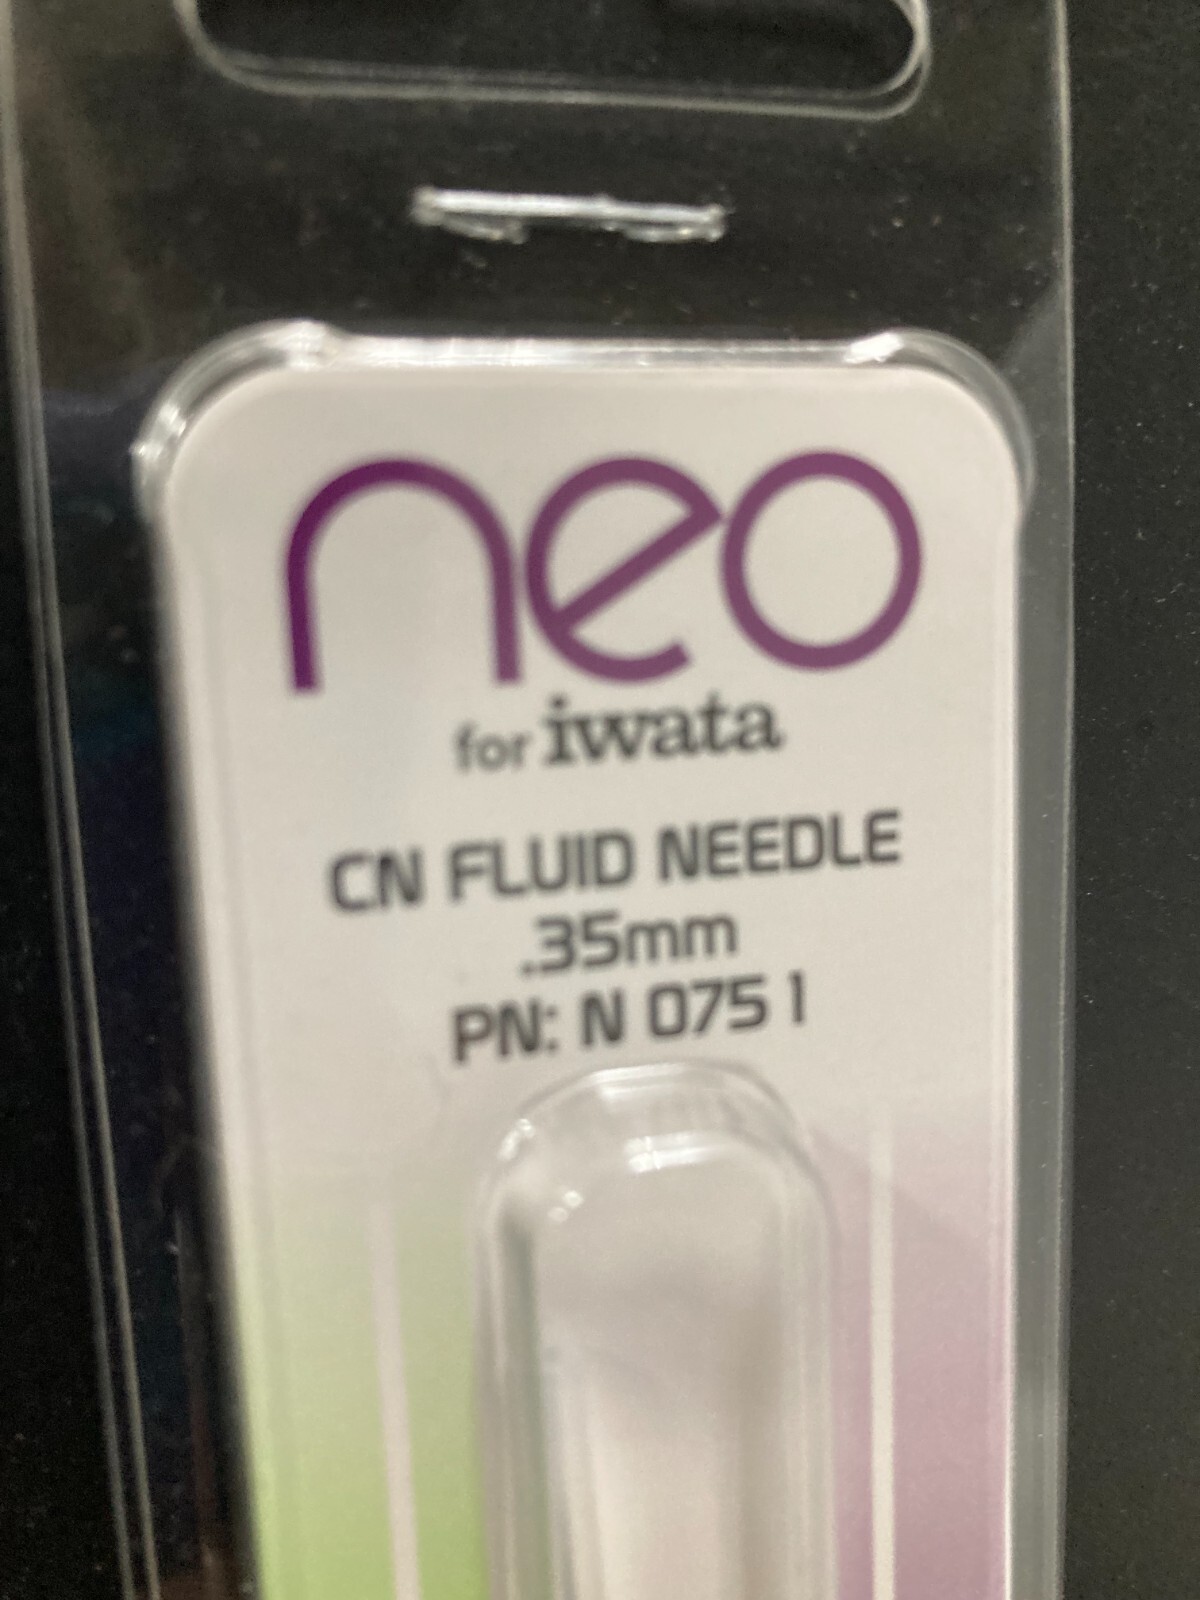 neo
for iwata
CN FLUID NEEDLE
.35mm
PN: N 075 1